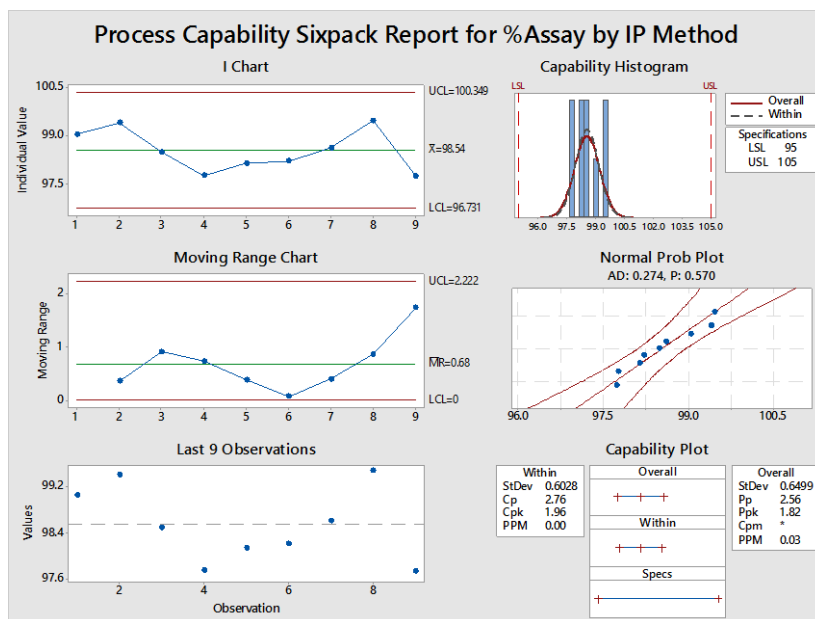 Process Capability Sixpack Report for %Assay by IP Method
I Chart
Individual Value
100.5
99.0
97.5
UCL=100.349
X̄=98.54
LCL=96.731
1 2 3 4 5 6 7 8 9
Moving Range Chart
Moving Range
2
1
0
UCL=2.222
M̅R̅=0.68
LCL=0
1 2 3 4 5 6 7 8 9
Last 9 Observations
Values
99.2
98.4
97.6
2 4 6 8
Observation
Capability Histogram
LSL USL
Overall
Within
Specifications
LSL 95
USL 105
96.0 97.5 99.0 100.5 102.0 103.5 105.0
Normal Prob Plot
AD: 0.274, P: 0.570
96.0 97.5 99.0 100.5
Capability Plot
Within
StDev 0.6028
Cp 2.76
Cpk 1.96
PPM 0.00
Overall
Within
Specs
Overall
StDev 0.6499
Pp 2.56
Ppk 1.82
Cpm *
PPM 0.03